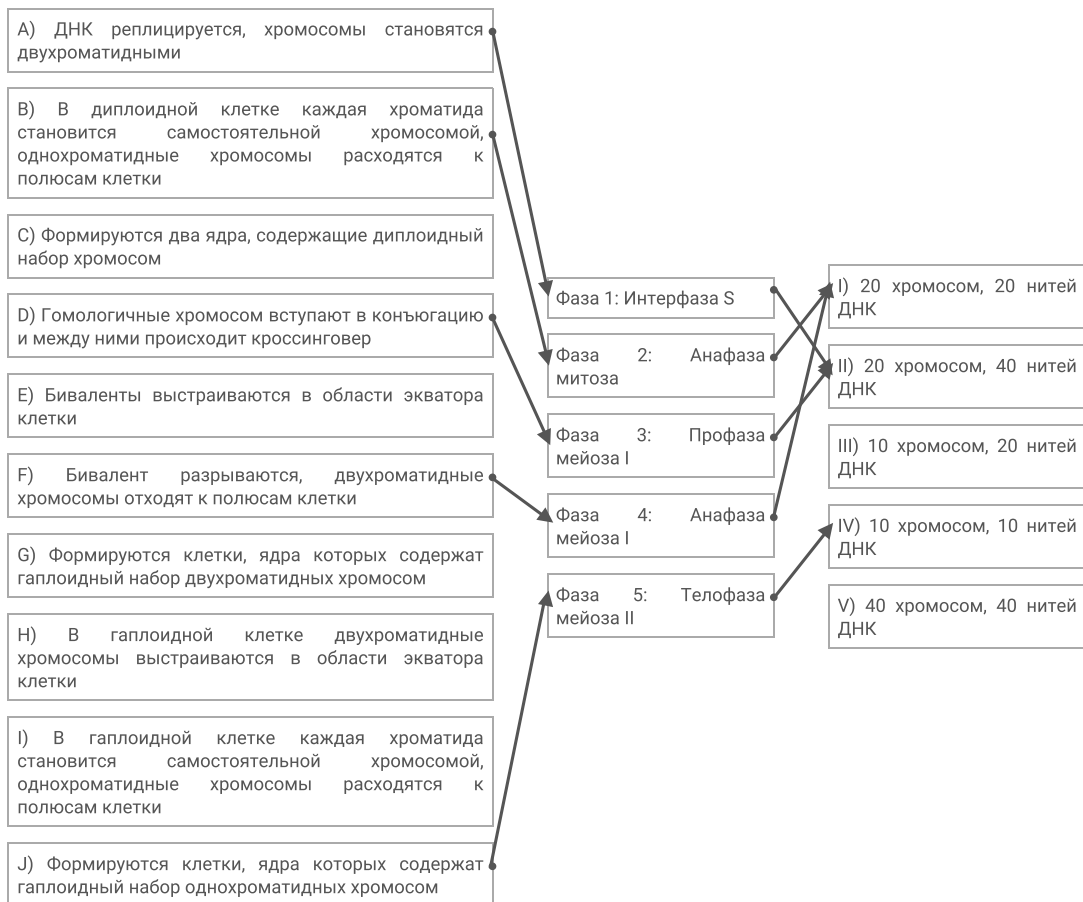 A) ДНК реплицируется, хромосомы становятся
двухроматидными
B) В диплоидной клетке каждая хроматида
становится самостоятельной хромосомой,
однохроматидные хромосомы расходятся к
полюсам клетки
C) Формируются два ядра, содержащие диплоидный
набор хромосом
D) Гомологичные хромосом вступают в конъюгацию
и между ними происходит кроссинговер
E) Биваленты выстраиваются в области экватора
клетки
F) Бивалент разрываются, двухроматидные
хромосомы отходят к полюсам клетки
G) Формируются клетки, ядра которых содержат
гаплоидный набор двухроматидных хромосом
H) В гаплоидной клетке двухроматидные
хромосомы выстраиваются в области экватора
клетки
I) В гаплоидной клетке каждая хроматида
становится самостоятельной хромосомой,
однохроматидные хромосомы расходятся к
полюсам клетки
J) Формируются клетки, ядра которых содержат
гаплоидный набор однохроматидных хромосом
Фаза 1: Интерфаза S
Фаза 2: Анафаза
митоза
Фаза 3: Профаза
мейоза I
Фаза 4: Анафаза
мейоза I
Фаза 5: Телофаза
мейоза II
I) 20 хромосом, 20 нитей
ДНК
II) 20 хромосом, 40 нитей
ДНК
III) 10 хромосом, 20 нитей
ДНК
IV) 10 хромосом, 10 нитей
ДНК
V) 40 хромосом, 40 нитей
ДНК